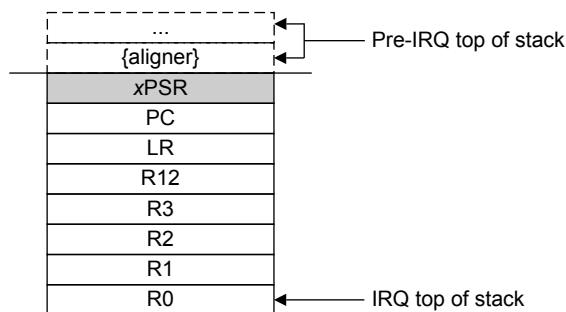 ...
Pre-IRQ top of stack
{aligner}
xPSR
PC
LR
R12
R3
R2
R1
R0
IRQ top of stack